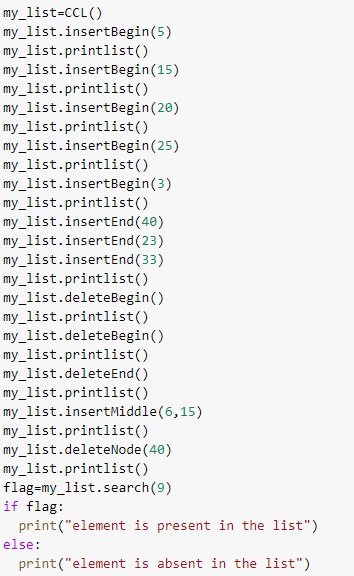 my_list=CCL()
my_list.insertBegin(5)
my_list.printlist()
my_list.insertBegin(15)
my_list.printlist()
my_list.insertBegin(20)
my_list.printlist()
my_list.insertBegin(25)
my_list.printlist()
my_list.insertBegin(3)
my_list.printlist()
my_list.insertEnd(40)
my_list.insertEnd(23)
my_list.insertEnd(33)
my_list.printlist()
my_list.deleteBegin()
my_list.printlist()
my_list.deleteBegin()
my_list.printlist()
my_list.deleteEnd()
my_list.printlist()
my_list.insertMiddle(6,15)
my_list.printlist()
my_list.deleteNode(40)
my_list.printlist()
flag=my_list.search(9)
if flag:
  print("element is present in the list")
else:
  print("element is absent in the list")